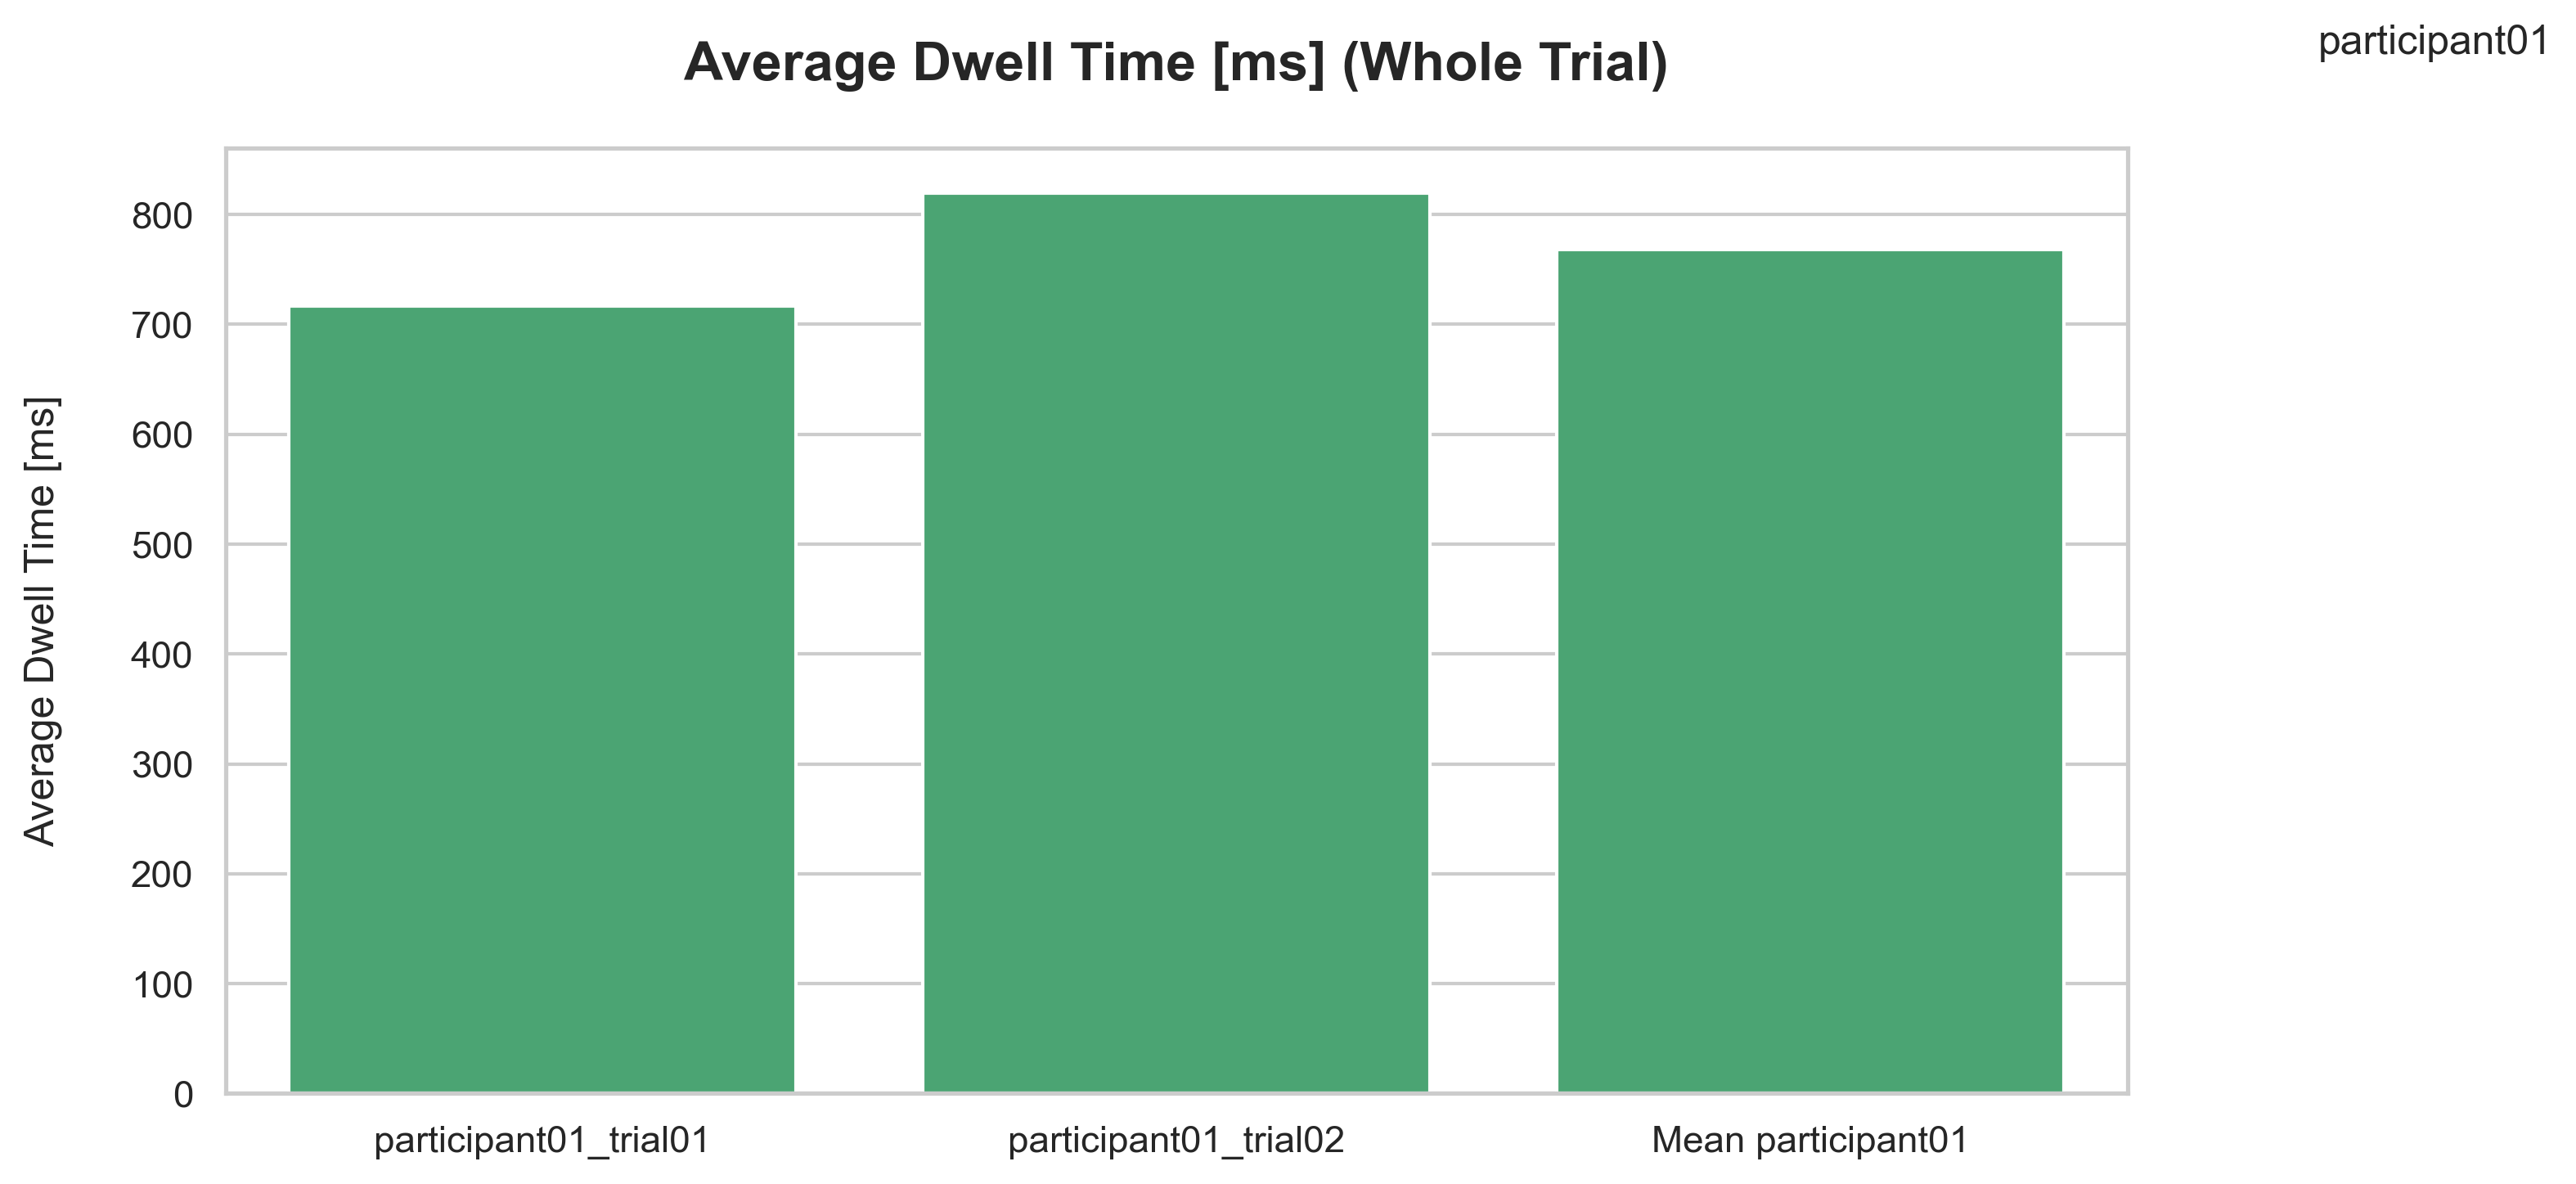 participant01
Average Dwell Time [ms] (Whole Trial)
Average Dwell Time [ms]
800
700
600
500
400
300
200
100
0
participant01_trial01
participant01_trial02
Mean participant01